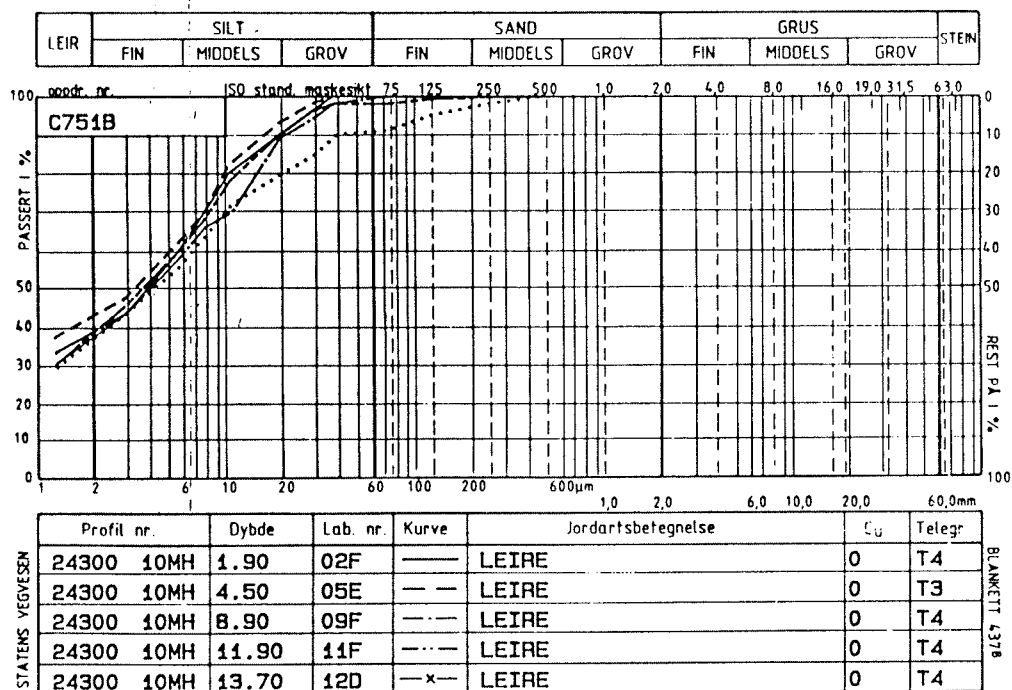 LEIR SILT SAND GRUS STEIN
FIN MIDDELS GROV FIN MIDDELS GROV FIN MIDDELS GROV
oppdr. nr. ISO stand. maskesikt 75 125 250 500 1,0 2,0 4,0 8,0 16,0 19,0 31,5 63,0
C751B
PASSERT I %
100
50
40
30
20
10
0
0
10
20
30
40
50
100
REST PÅ I %
1 2 6 10 20 60 100 200 600µm
1,0 2,0 6,0 10,0 20,0 60,0mm
Profil nr. Dybde Lab. nr. Kurve Jordartsbetegnelse Telegr
24300 10MH 1.90 02F LEIRE 0 T4
24300 10MH 4.50 05E LEIRE 0 T3
24300 10MH 8.90 09F LEIRE 0 T4
24300 10MH 11.90 11F LEIRE 0 T4
24300 10MH 13.70 12D LEIRE 0 T4
STATENS VEGVESEN
BLANKETT 437B